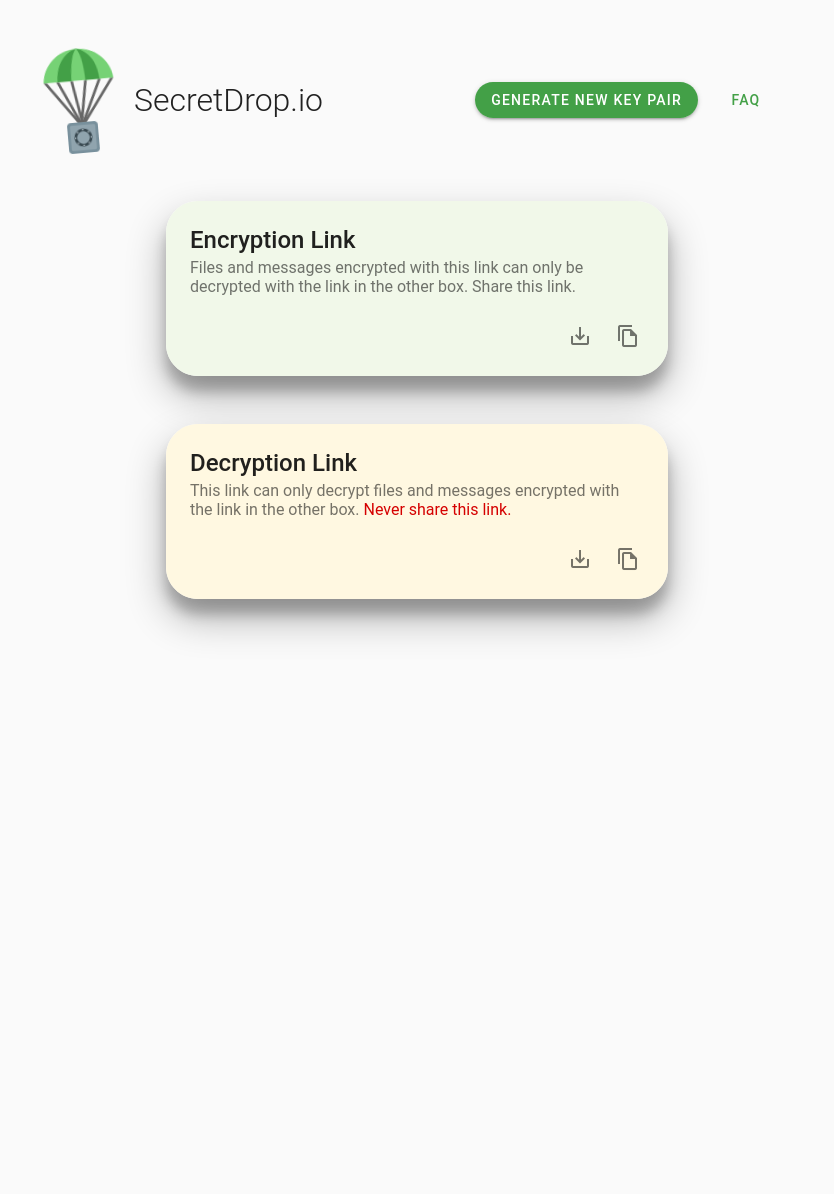 SecretDrop.io
GENERATE NEW KEY PAIR
FAQ
Encryption Link
Files and messages encrypted with this link can only be
decrypted with the link in the other box. Share this link.
Decryption Link
This link can only decrypt files and messages encrypted with
the link in the other box. Never share this link.